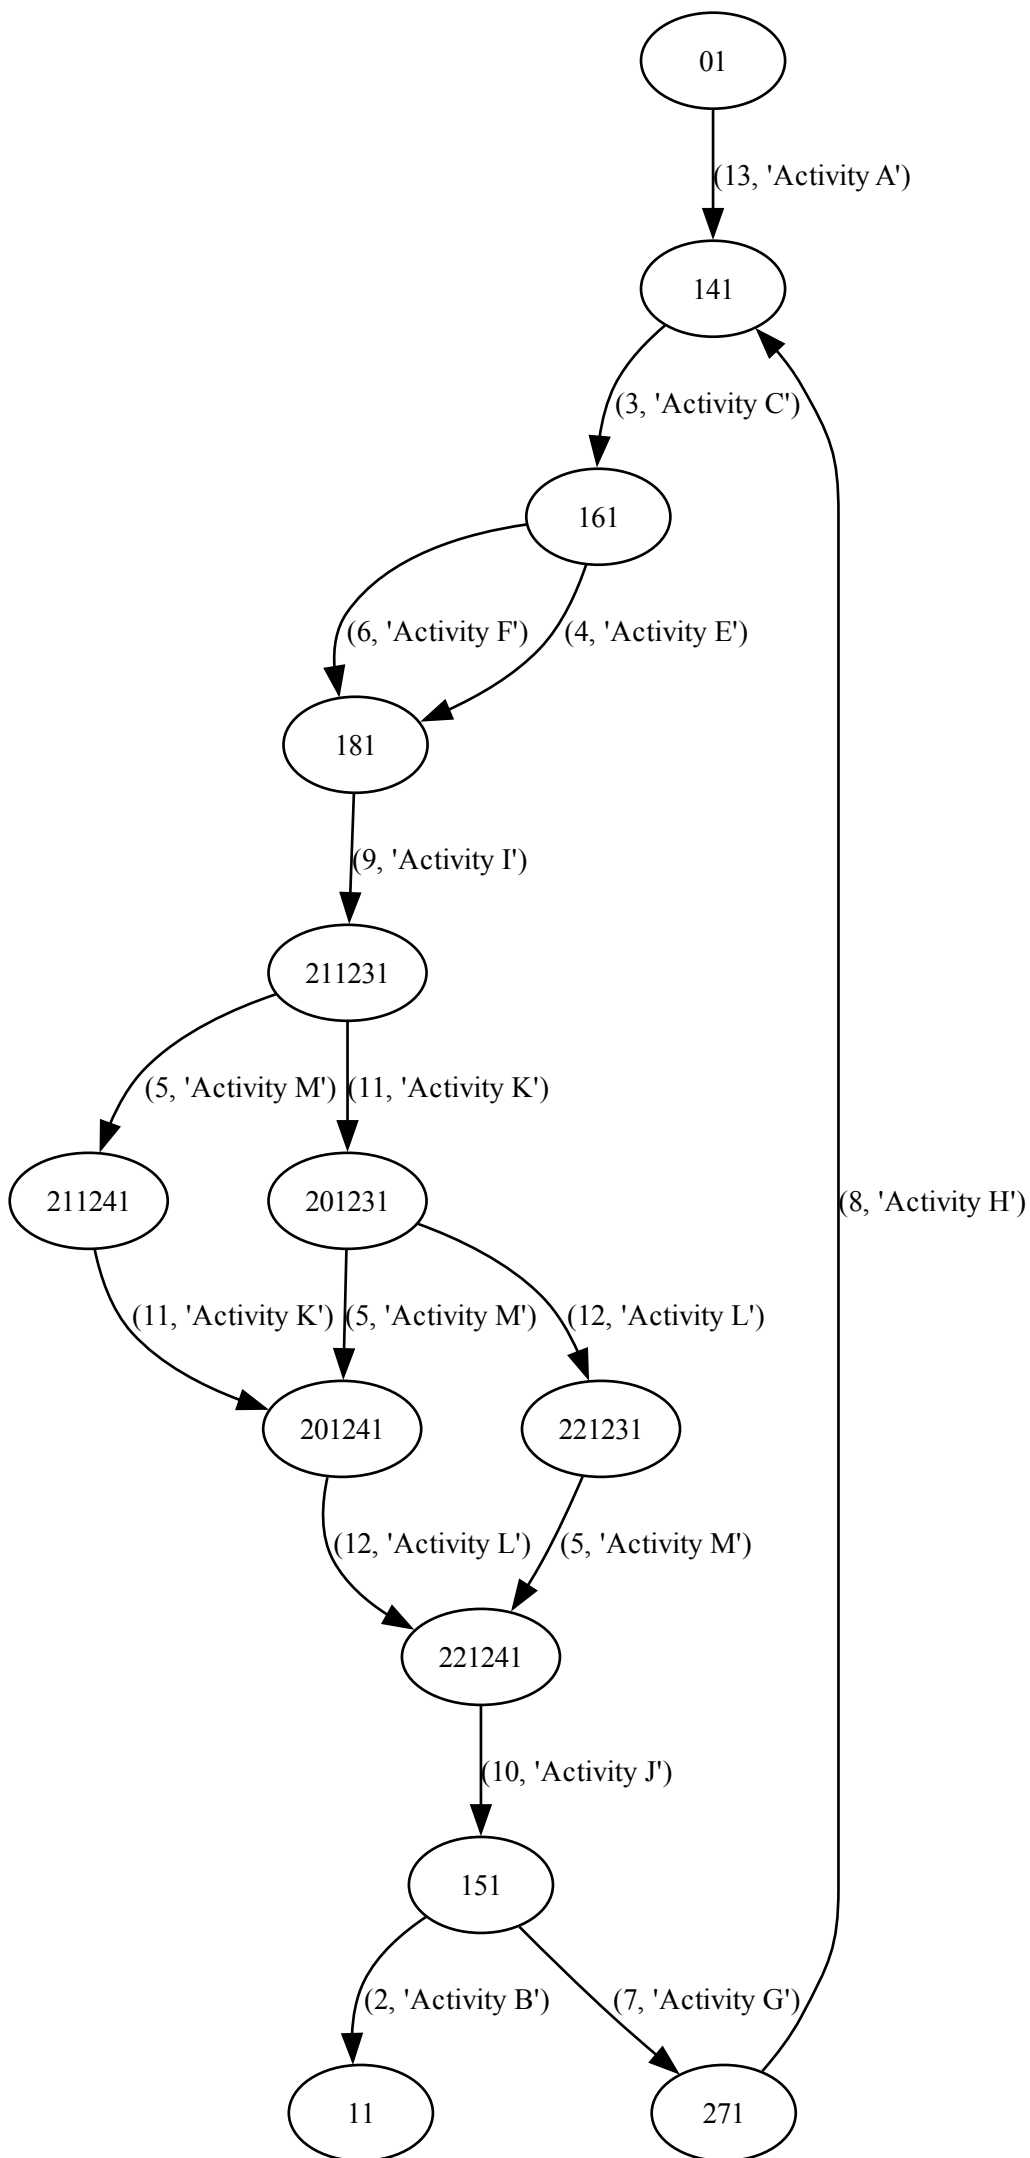 01
(13, 'Activity A')
141
(3, 'Activity C')
161
(6, 'Activity F') (4, 'Activity E')
181
(9, 'Activity I')
211231
(5, 'Activity M') (11, 'Activity K')
211241 201231
(8, 'Activity H')
(11, 'Activity K') (5, 'Activity M') (12, 'Activity L')
201241 221231
(12, 'Activity L') (5, 'Activity M')
221241
(10, 'Activity J')
151
(2, 'Activity B') (7, 'Activity G')
11 271